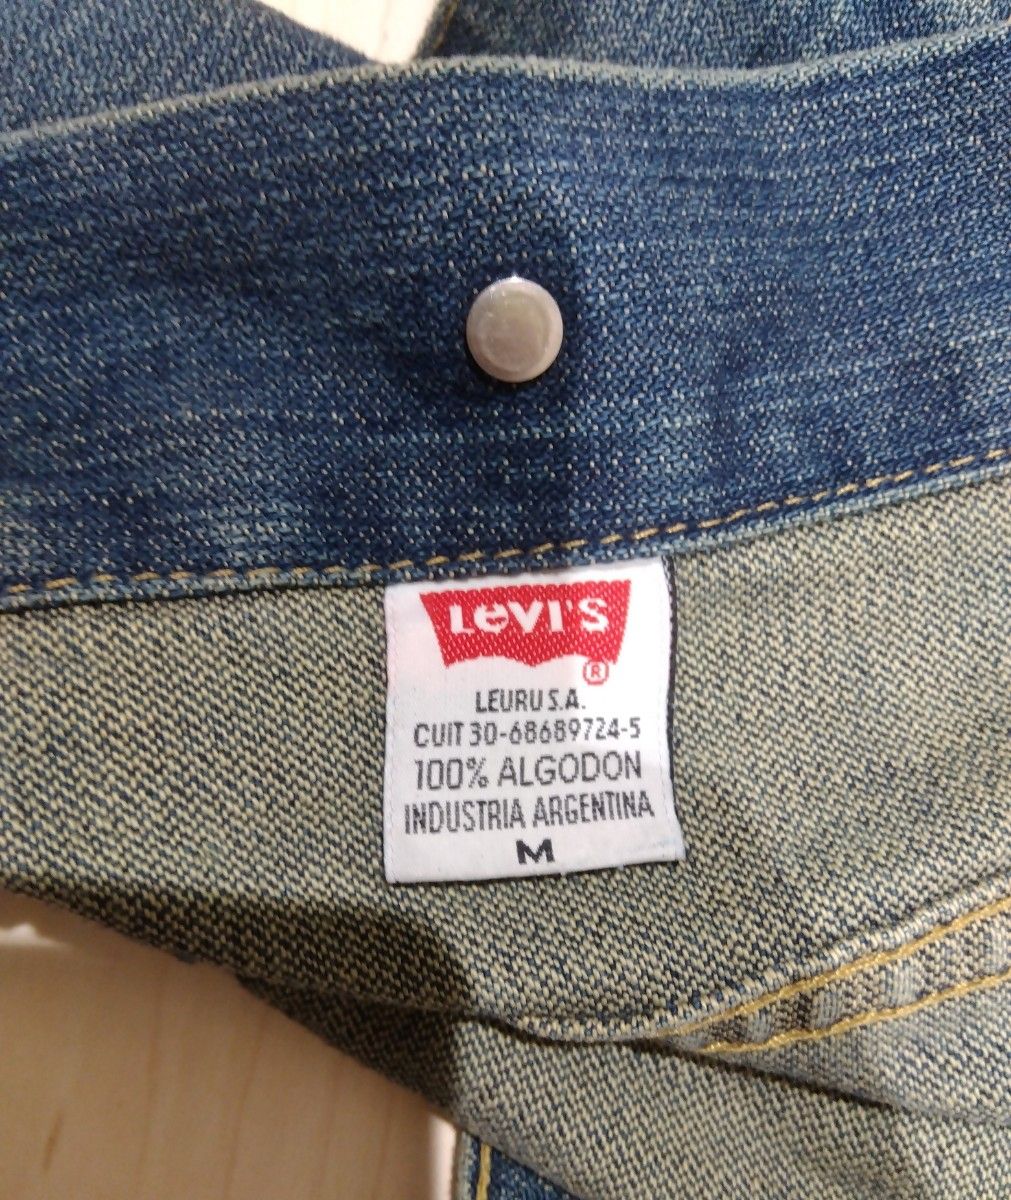 LeVI'S
®
LEURU S.A.
CUIT 30-68689724-5
100% ALGODON
INDUSTRIA ARGENTINA
M